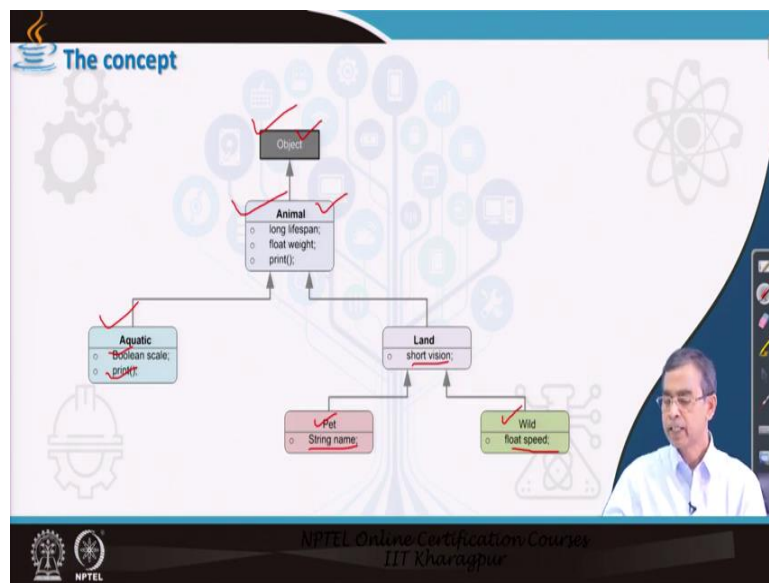 The concept
Object
Animal
long lifespan;
float weight;
print();
Aquatic
Boolean scale;
print();
Land
short vision;
Pet
String name;
Wild
float speed;
NPTEL Online Certification Courses
IIT Kharagpur
NPTEL